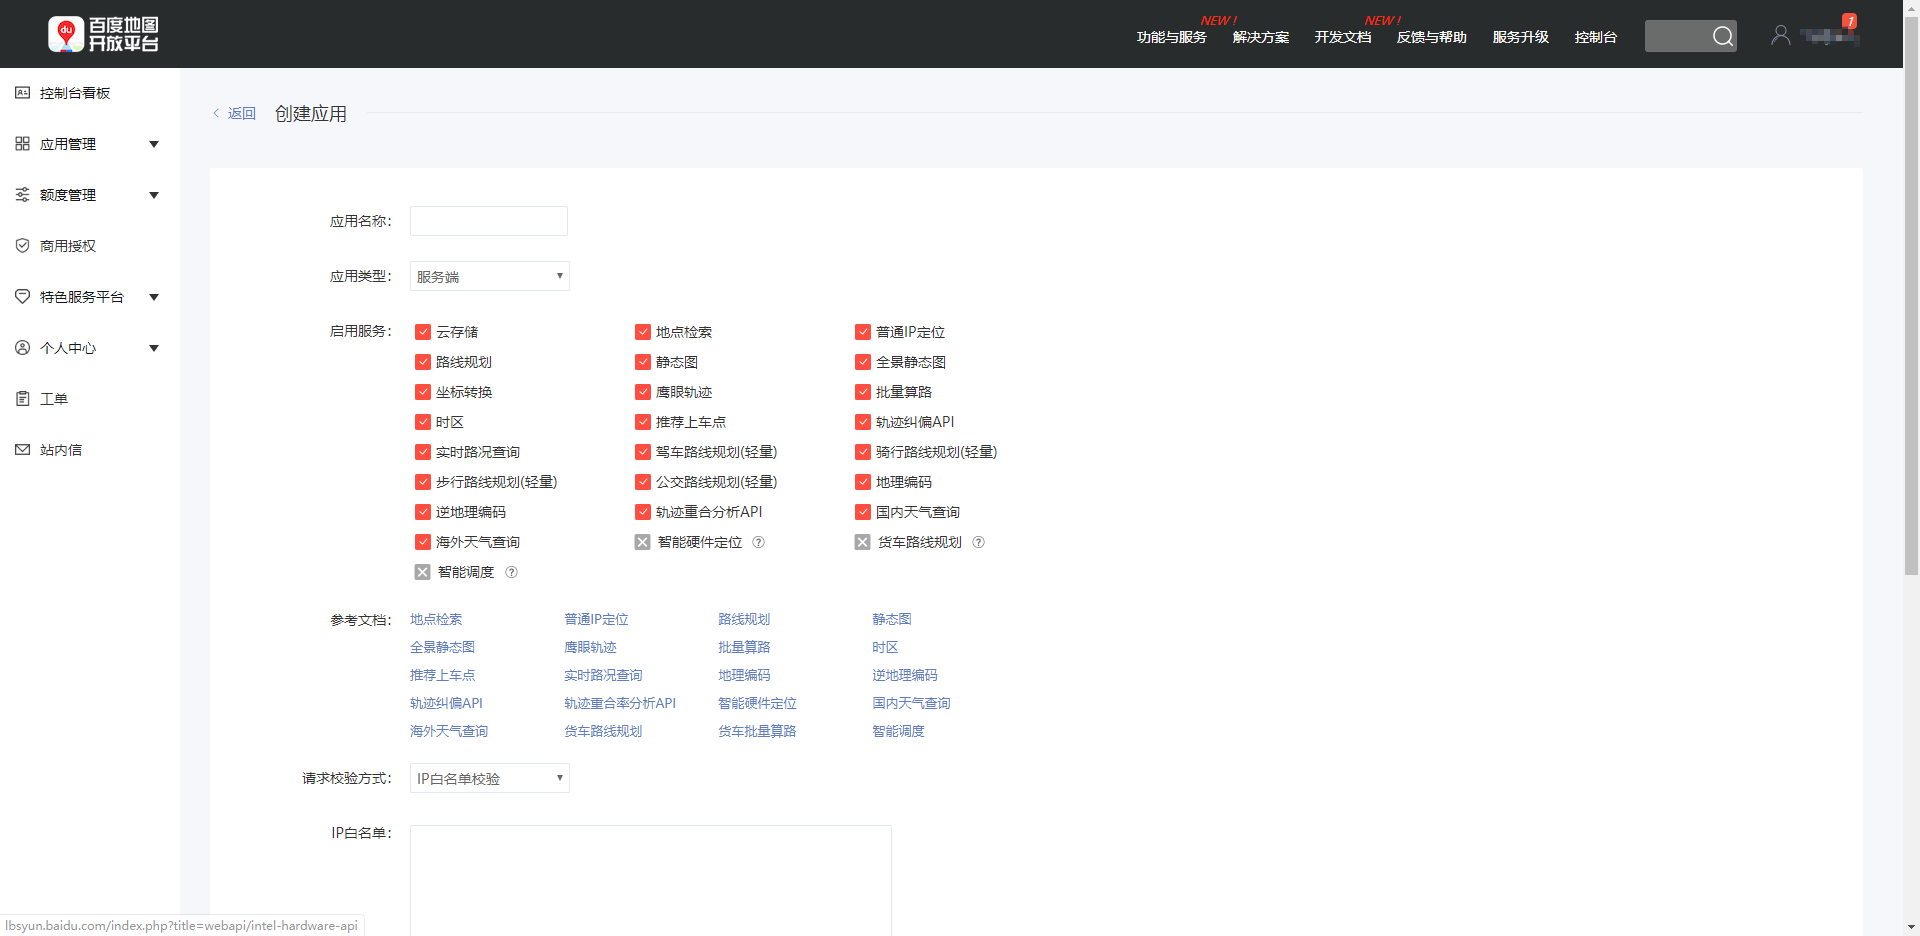 du 百度地图
开放平台
NEW !
NEW !
功能与服务 解决方案 开发文档 反馈与帮助 服务升级 控制台
1
控制台看板
应用管理
额度管理
商用授权
特色服务平台
个人中心
工单
站内信
返回 创建应用
应用名称：
应用类型： 服务端
启用服务： 云存储 地点检索 普通IP定位
路线规划 静态图 全景静态图
坐标转换 鹰眼轨迹 批量算路
时区 推荐上车点 轨迹纠偏API
实时路况查询 驾车路线规划(轻量) 骑行路线规划(轻量)
步行路线规划(轻量) 公交路线规划(轻量) 地理编码
逆地理编码 轨迹重合分析API 国内天气查询
海外天气查询 智能硬件定位 ? 货车路线规划 ?
智能调度 ?
参考文档： 地点检索 普通IP定位 路线规划 静态图
全景静态图 鹰眼轨迹 批量算路 时区
推荐上车点 实时路况查询 地理编码 逆地理编码
轨迹纠偏API 轨迹重合率分析API 智能硬件定位 国内天气查询
海外天气查询 货车路线规划 货车批量算路 智能调度
请求校验方式： IP白名单校验
IP白名单：
lbsyun.baidu.com/index.php?title=webapi/intel-hardware-api